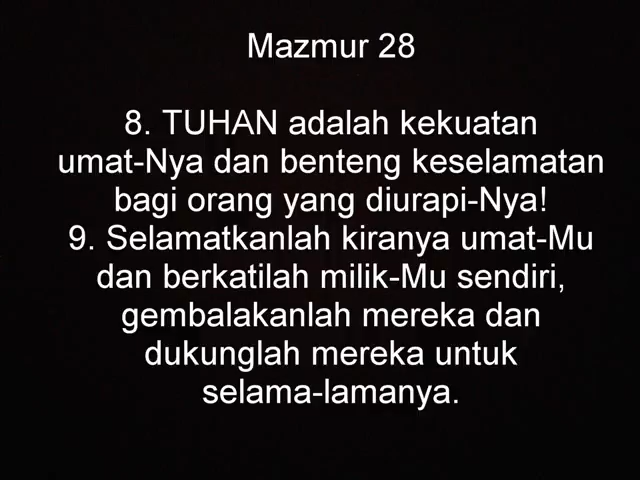 Mazmur 28
8. TUHAN adalah kekuatan
umat-Nya dan benteng keselamatan
bagi orang yang diurapi-Nya!
9. Selamatkanlah kiranya umat-Mu
dan berkatilah milik-Mu sendiri,
gembalakanlah mereka dan
dukunglah mereka untuk
selama-lamanya.